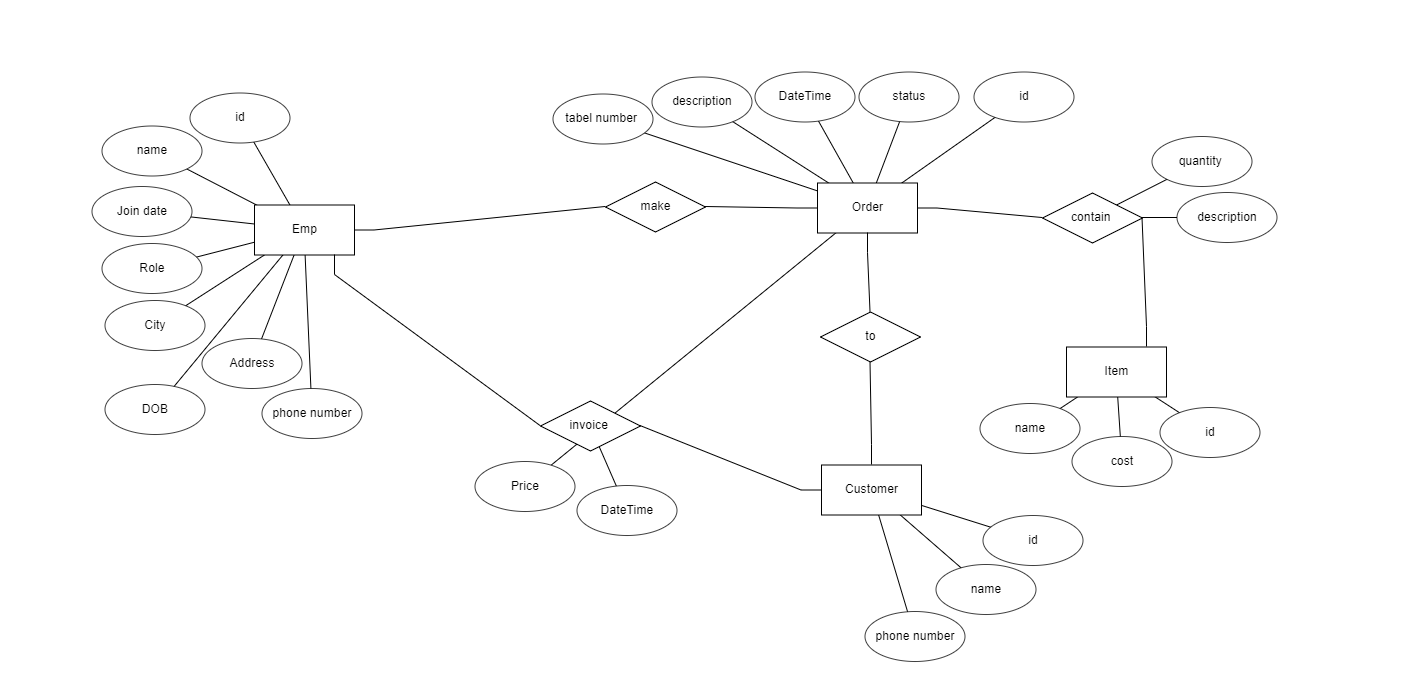 id
name
Join date
Role
City
DOB
Address
phone number
Emp
make
tabel number
description
DateTime
status
id
Order
contain
quantity
description
to
Item
name
cost
id
invoice
Price
DateTime
Customer
id
name
phone number